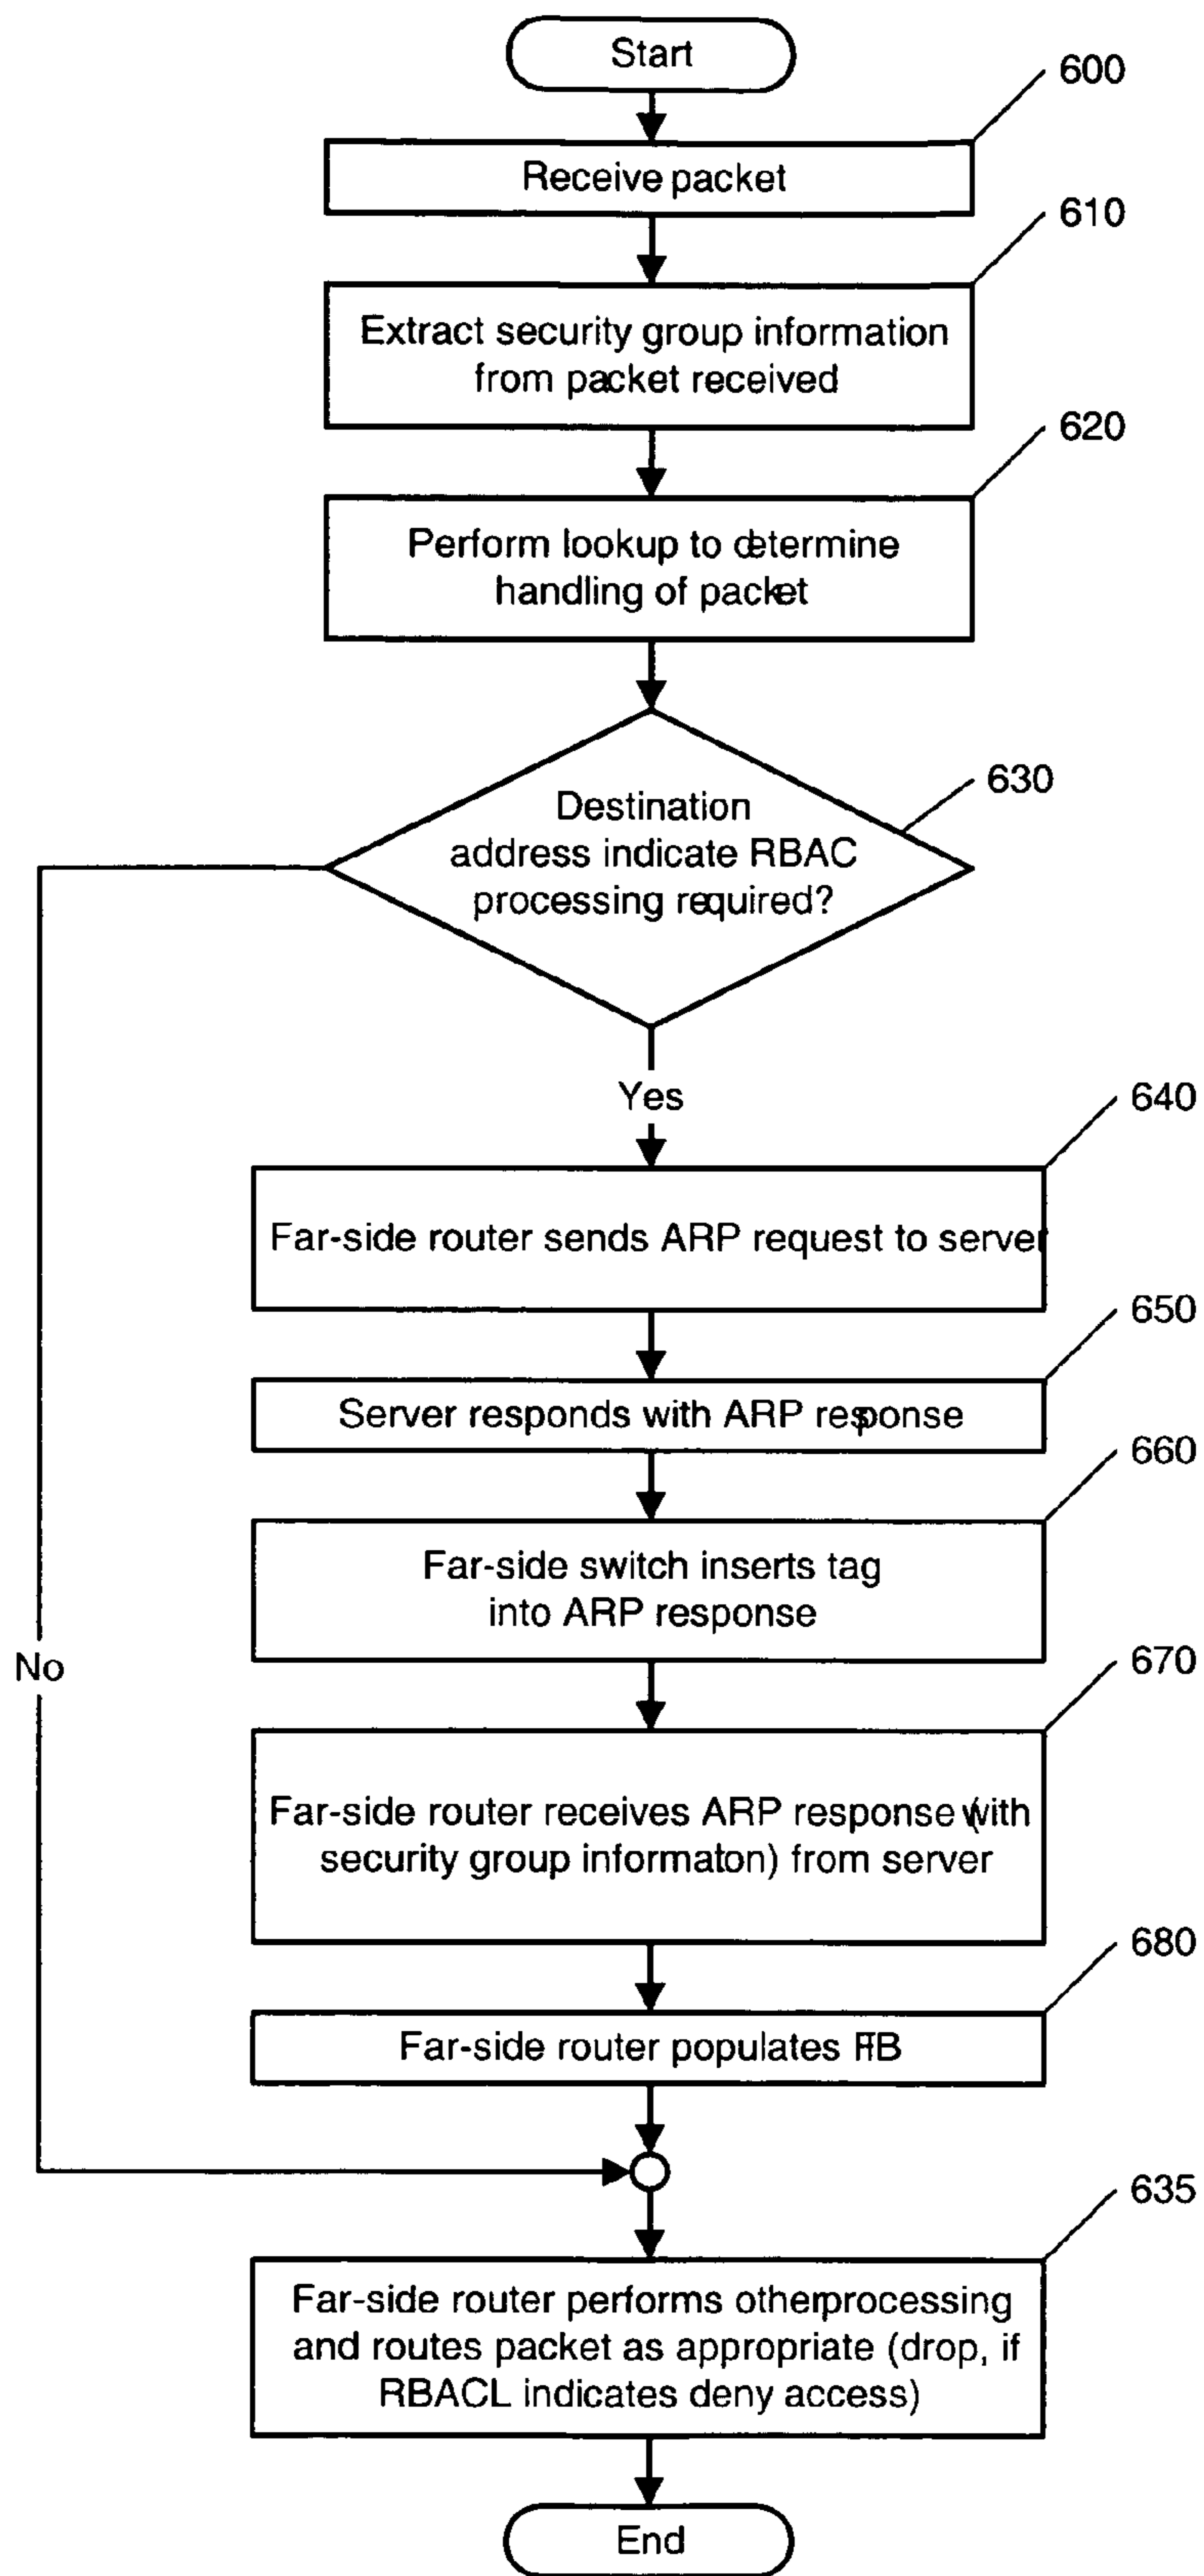 Start
600
Receive packet
610
Extract security group information
from packet received
620
Perform lookup to determine
handling of packet
630
Destination
address indicate RBAC
processing required?
Yes
640
Far-side router sends ARP request to server
650
Server responds with ARP response
660
Far-side switch inserts tag
into ARP response
No
670
Far-side router receives ARP response (with
security group informaton) from server
680
Far-side router populates FIB
635
Far-side router performs other processing
and routes packet as appropriate (drop, if
RBACL indicates deny access)
End